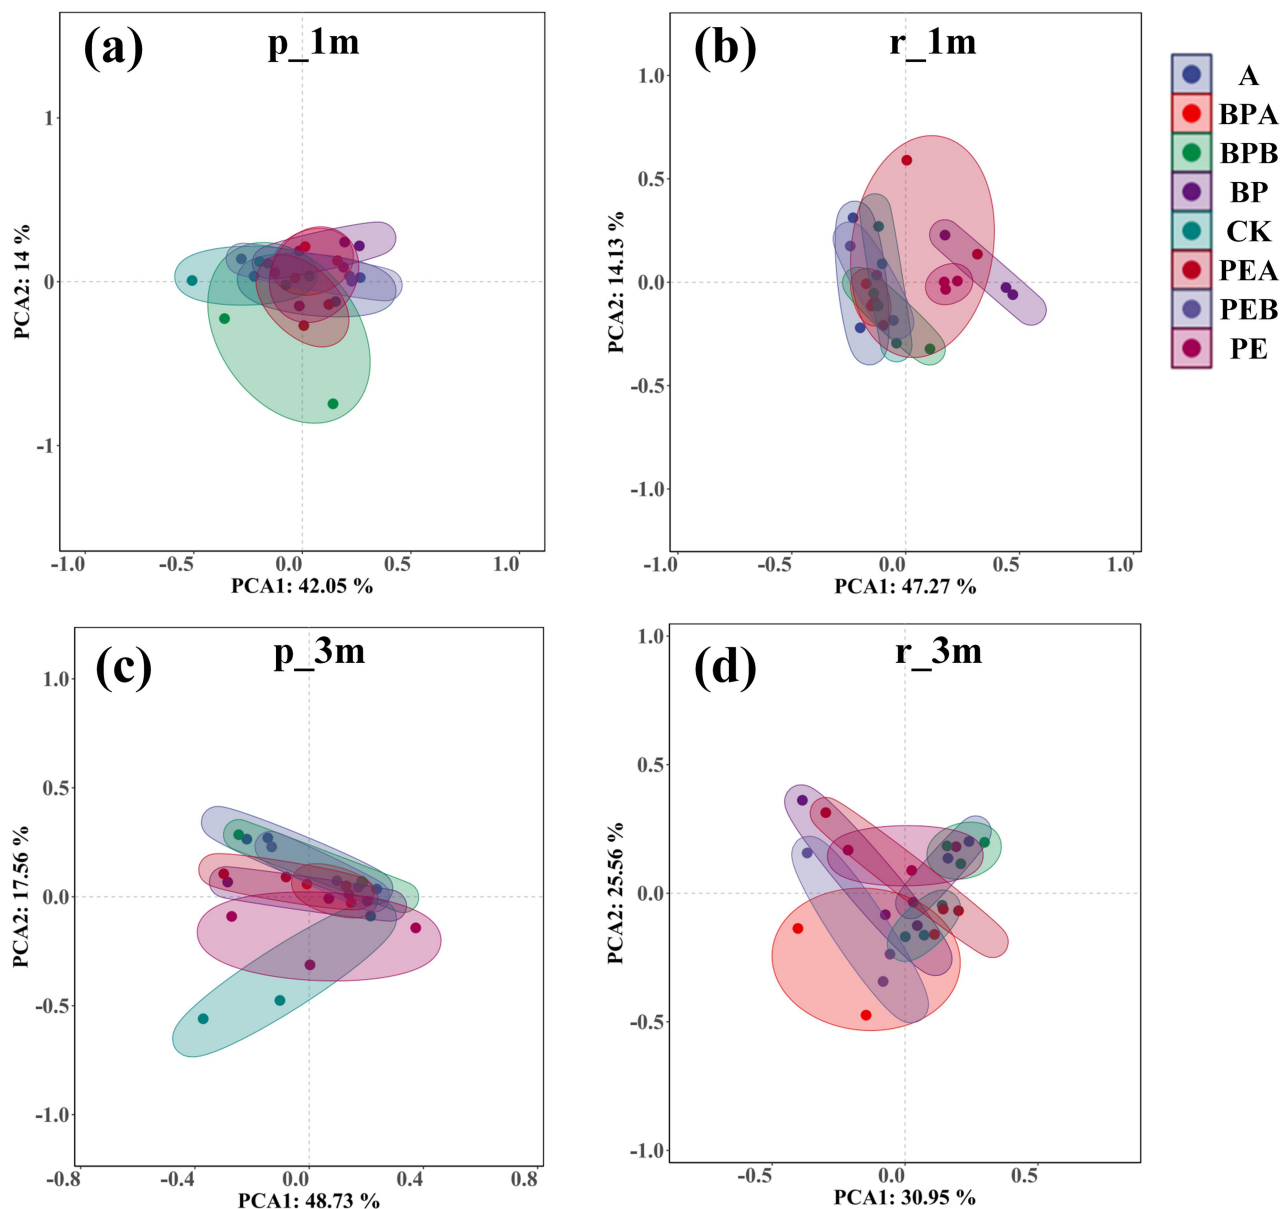 (a) p_1m
1
0
-1
PCA2: 14 %
-1.0 -0.5 0.0 0.5 1.0
PCA1: 42.05 %
(b) r_1m
1.0
0.5
0.0
-0.5
-1.0
PCA2: 14.13 %
-1.0 -0.5 0.0 0.5 1.0
PCA1: 47.27 %
A
BPA
BPB
BP
CK
PEA
PEB
PE
(c) p_3m
1.0
0.5
0.0
-0.5
-1.0
PCA2: 17.56 %
-0.8 -0.4 0.0 0.4 0.8
PCA1: 48.73 %
(d) r_3m
1.0
0.5
0.0
-0.5
-1.0
PCA2: 25.56 %
-0.5 0.0 0.5
PCA1: 30.95 %